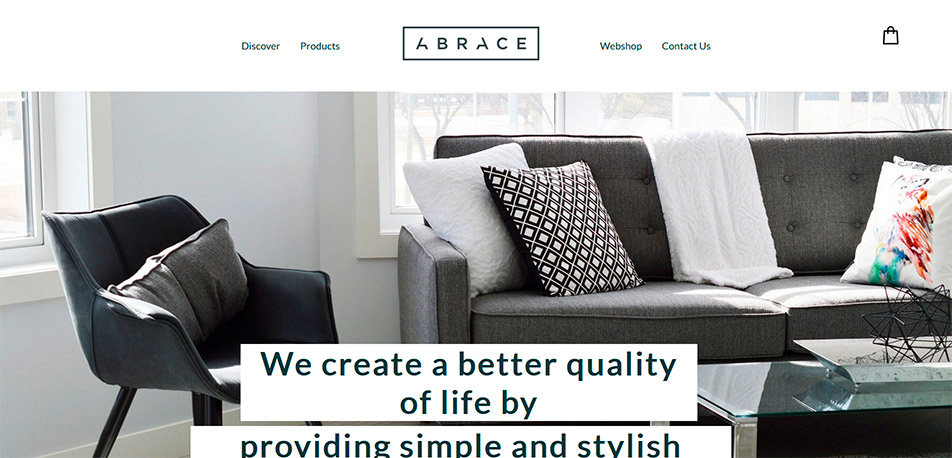 Discover Products ABRACE Webshop Contact Us
We create a better quality
of life by
providing simple and stylish